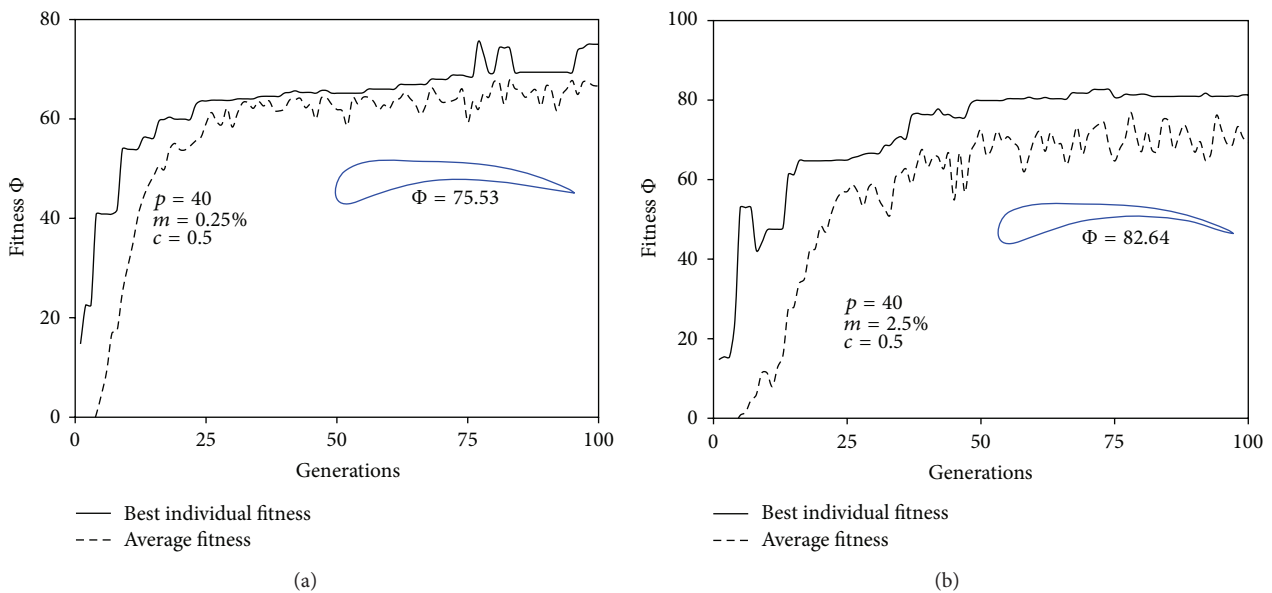 80
60
40
20
0
Fitness Φ
p = 40
m = 0.25%
c = 0.5
Φ = 75.53
0 25 50 75 100
Generations
Best individual fitness
Average fitness
(a)
100
80
60
40
20
0
Fitness Φ
Φ = 82.64
p = 40
m = 2.5%
c = 0.5
0 25 50 75 100
Generations
Best individual fitness
Average fitness
(b)